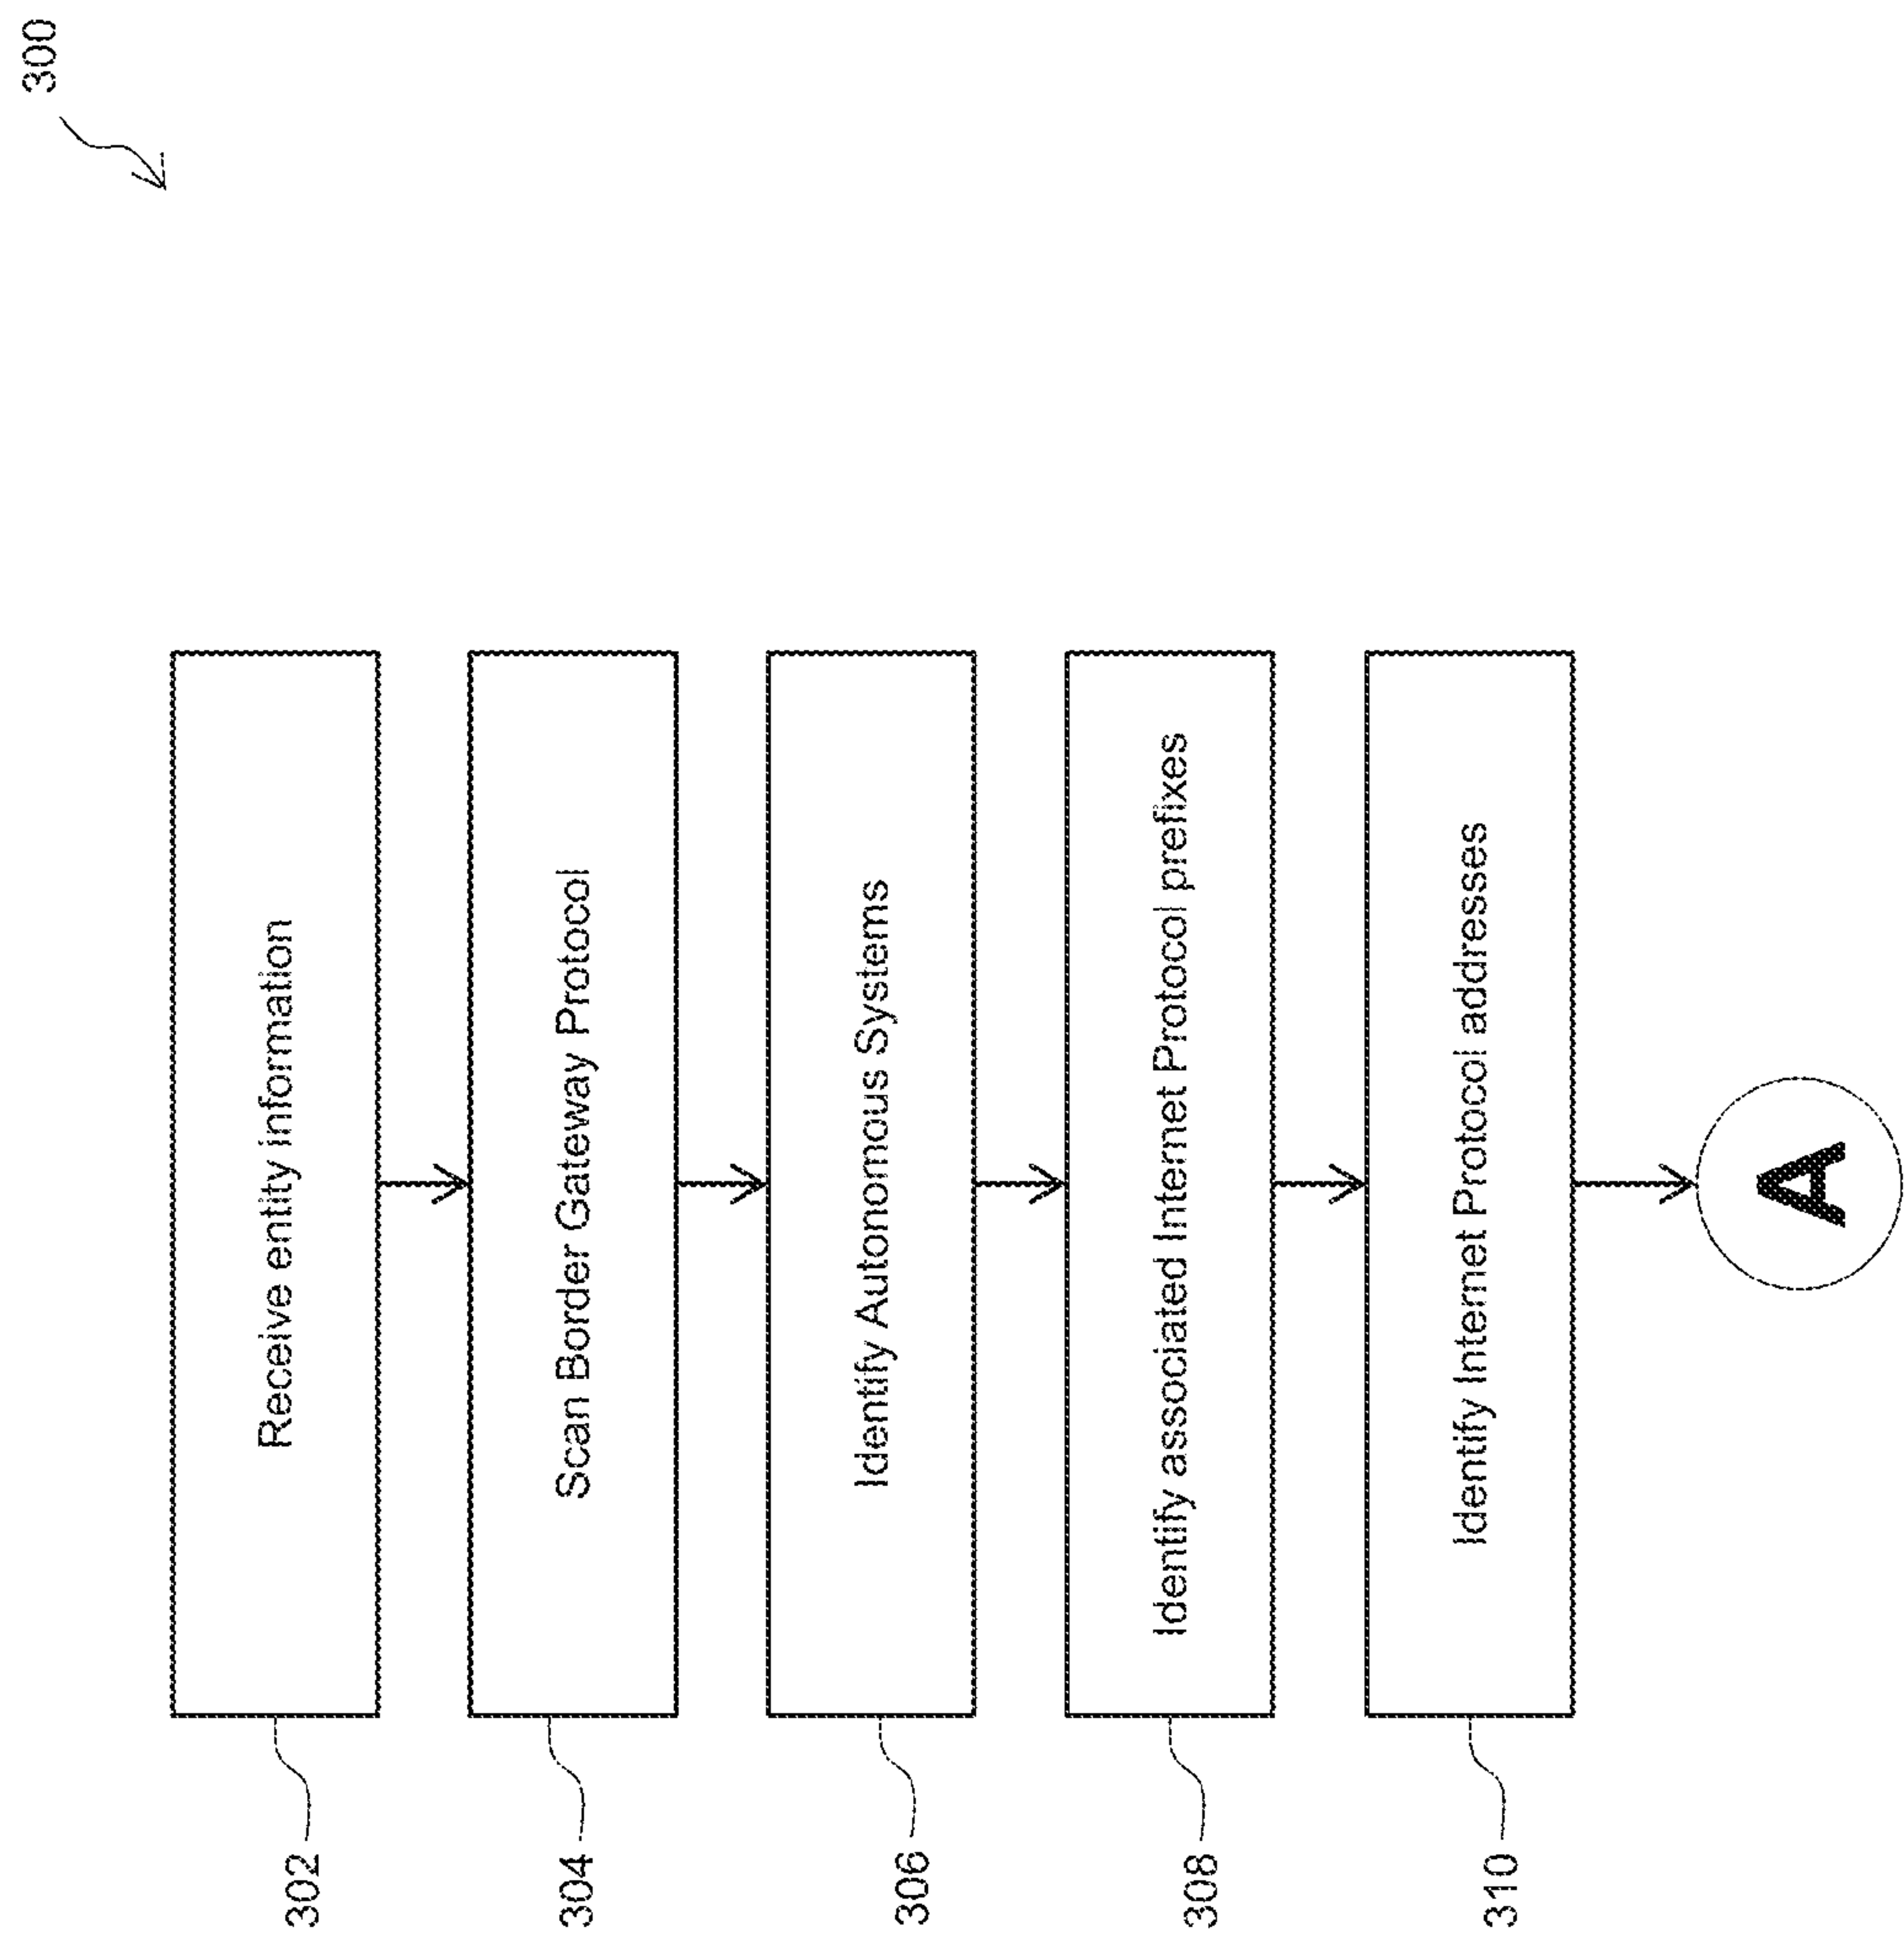 300
302
Receive entity information
304
Scan Border Gateway Protocol
306
Identify Autonomous Systems
308
Identify associated Internet Protocol prefixes
310
Identify Internet Protocol addresses
A